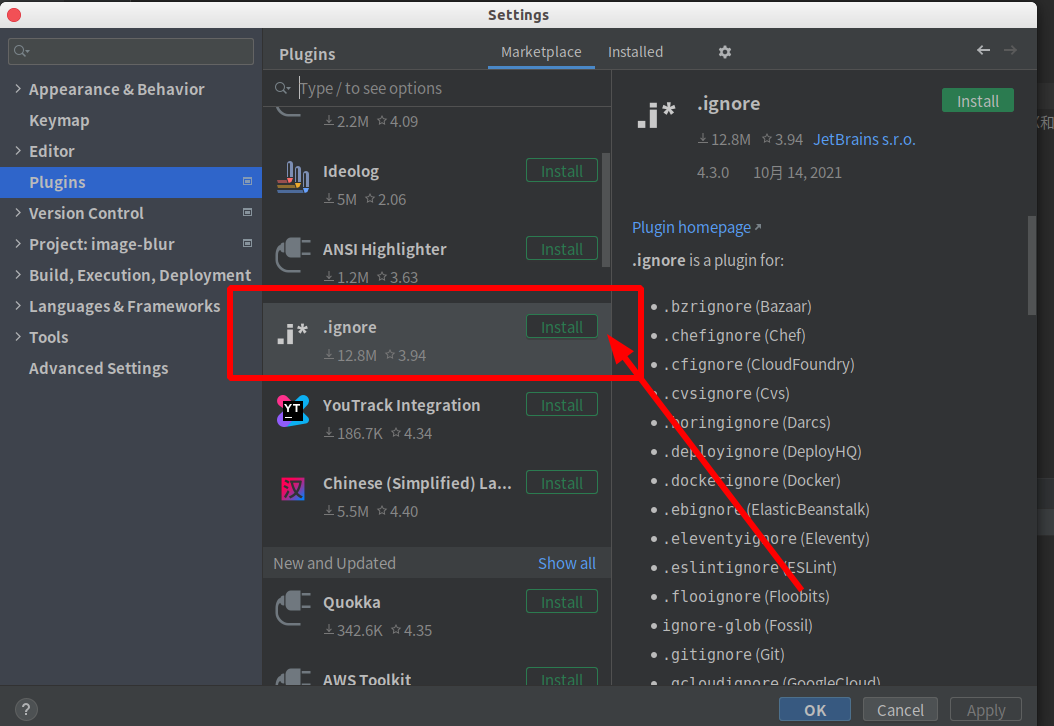 Settings
Appearance & Behavior
Keymap
Editor
Plugins
Version Control
Project: image-blur
Build, Execution, Deployment
Languages & Frameworks
Tools
Advanced Settings
Plugins
Marketplace
Installed
Type / to see options
2.2M 4.09
Ideolog
Install
5M 2.06
ANSI Highlighter
Install
1.2M 3.63
.ignore
Install
12.8M 3.94
YouTrack Integration
Install
186.7K 4.34
Chinese (Simplified) La...
Install
5.5M 4.40
New and Updated
Show all
Quokka
Install
342.6K 4.35
AWS Toolkit
Install
.ignore
Install
12.8M 3.94 JetBrains s.r.o.
4.3.0 10月 14, 2021
Plugin homepage
.ignore is a plugin for:
.bzrignore (Bazaar)
.chefignore (Chef)
.cfignore (CloudFoundry)
.cvsignore (Cvs)
.boringignore (Darcs)
.deployignore (DeployHQ)
.dockerignore (Docker)
.ebignore (ElasticBeanstalk)
.eleventyignore (Eleventy)
.eslintignore (ESLint)
.flooignore (Floobits)
ignore-glob (Fossil)
.gitignore (Git)
.gcloudignore (GoogleCloud)
?
OK
Cancel
Apply
和